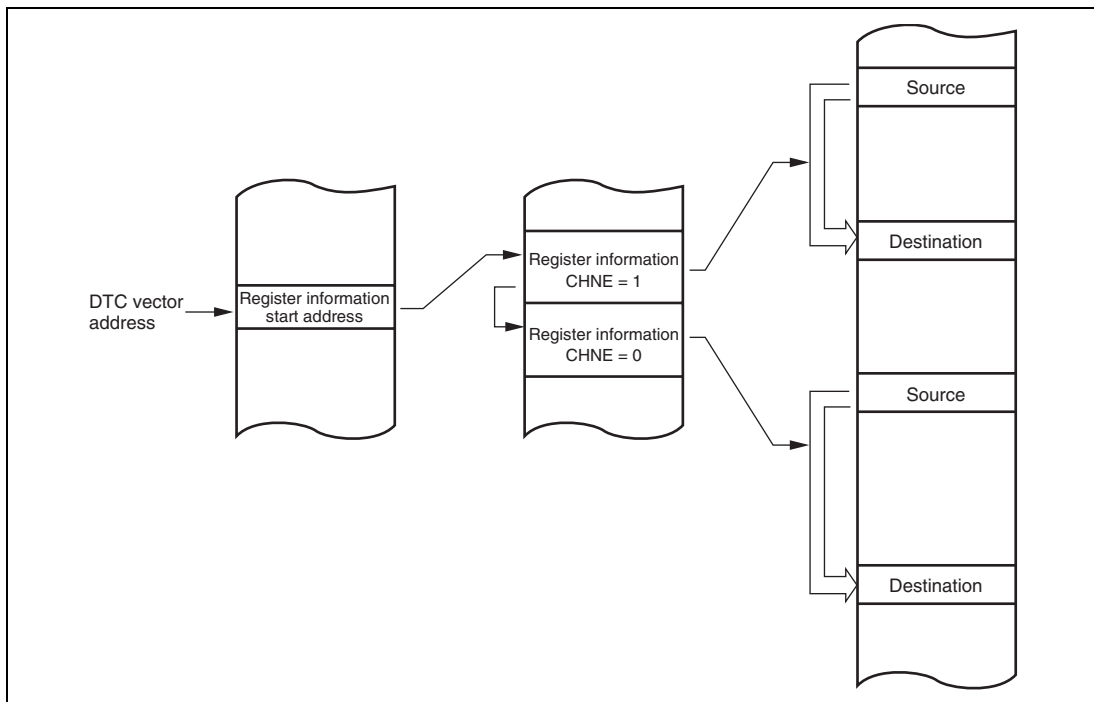 DTC vector
address
Register information
start address
Register information
CHNE = 1
Register information
CHNE = 0
Source
Destination
Source
Destination